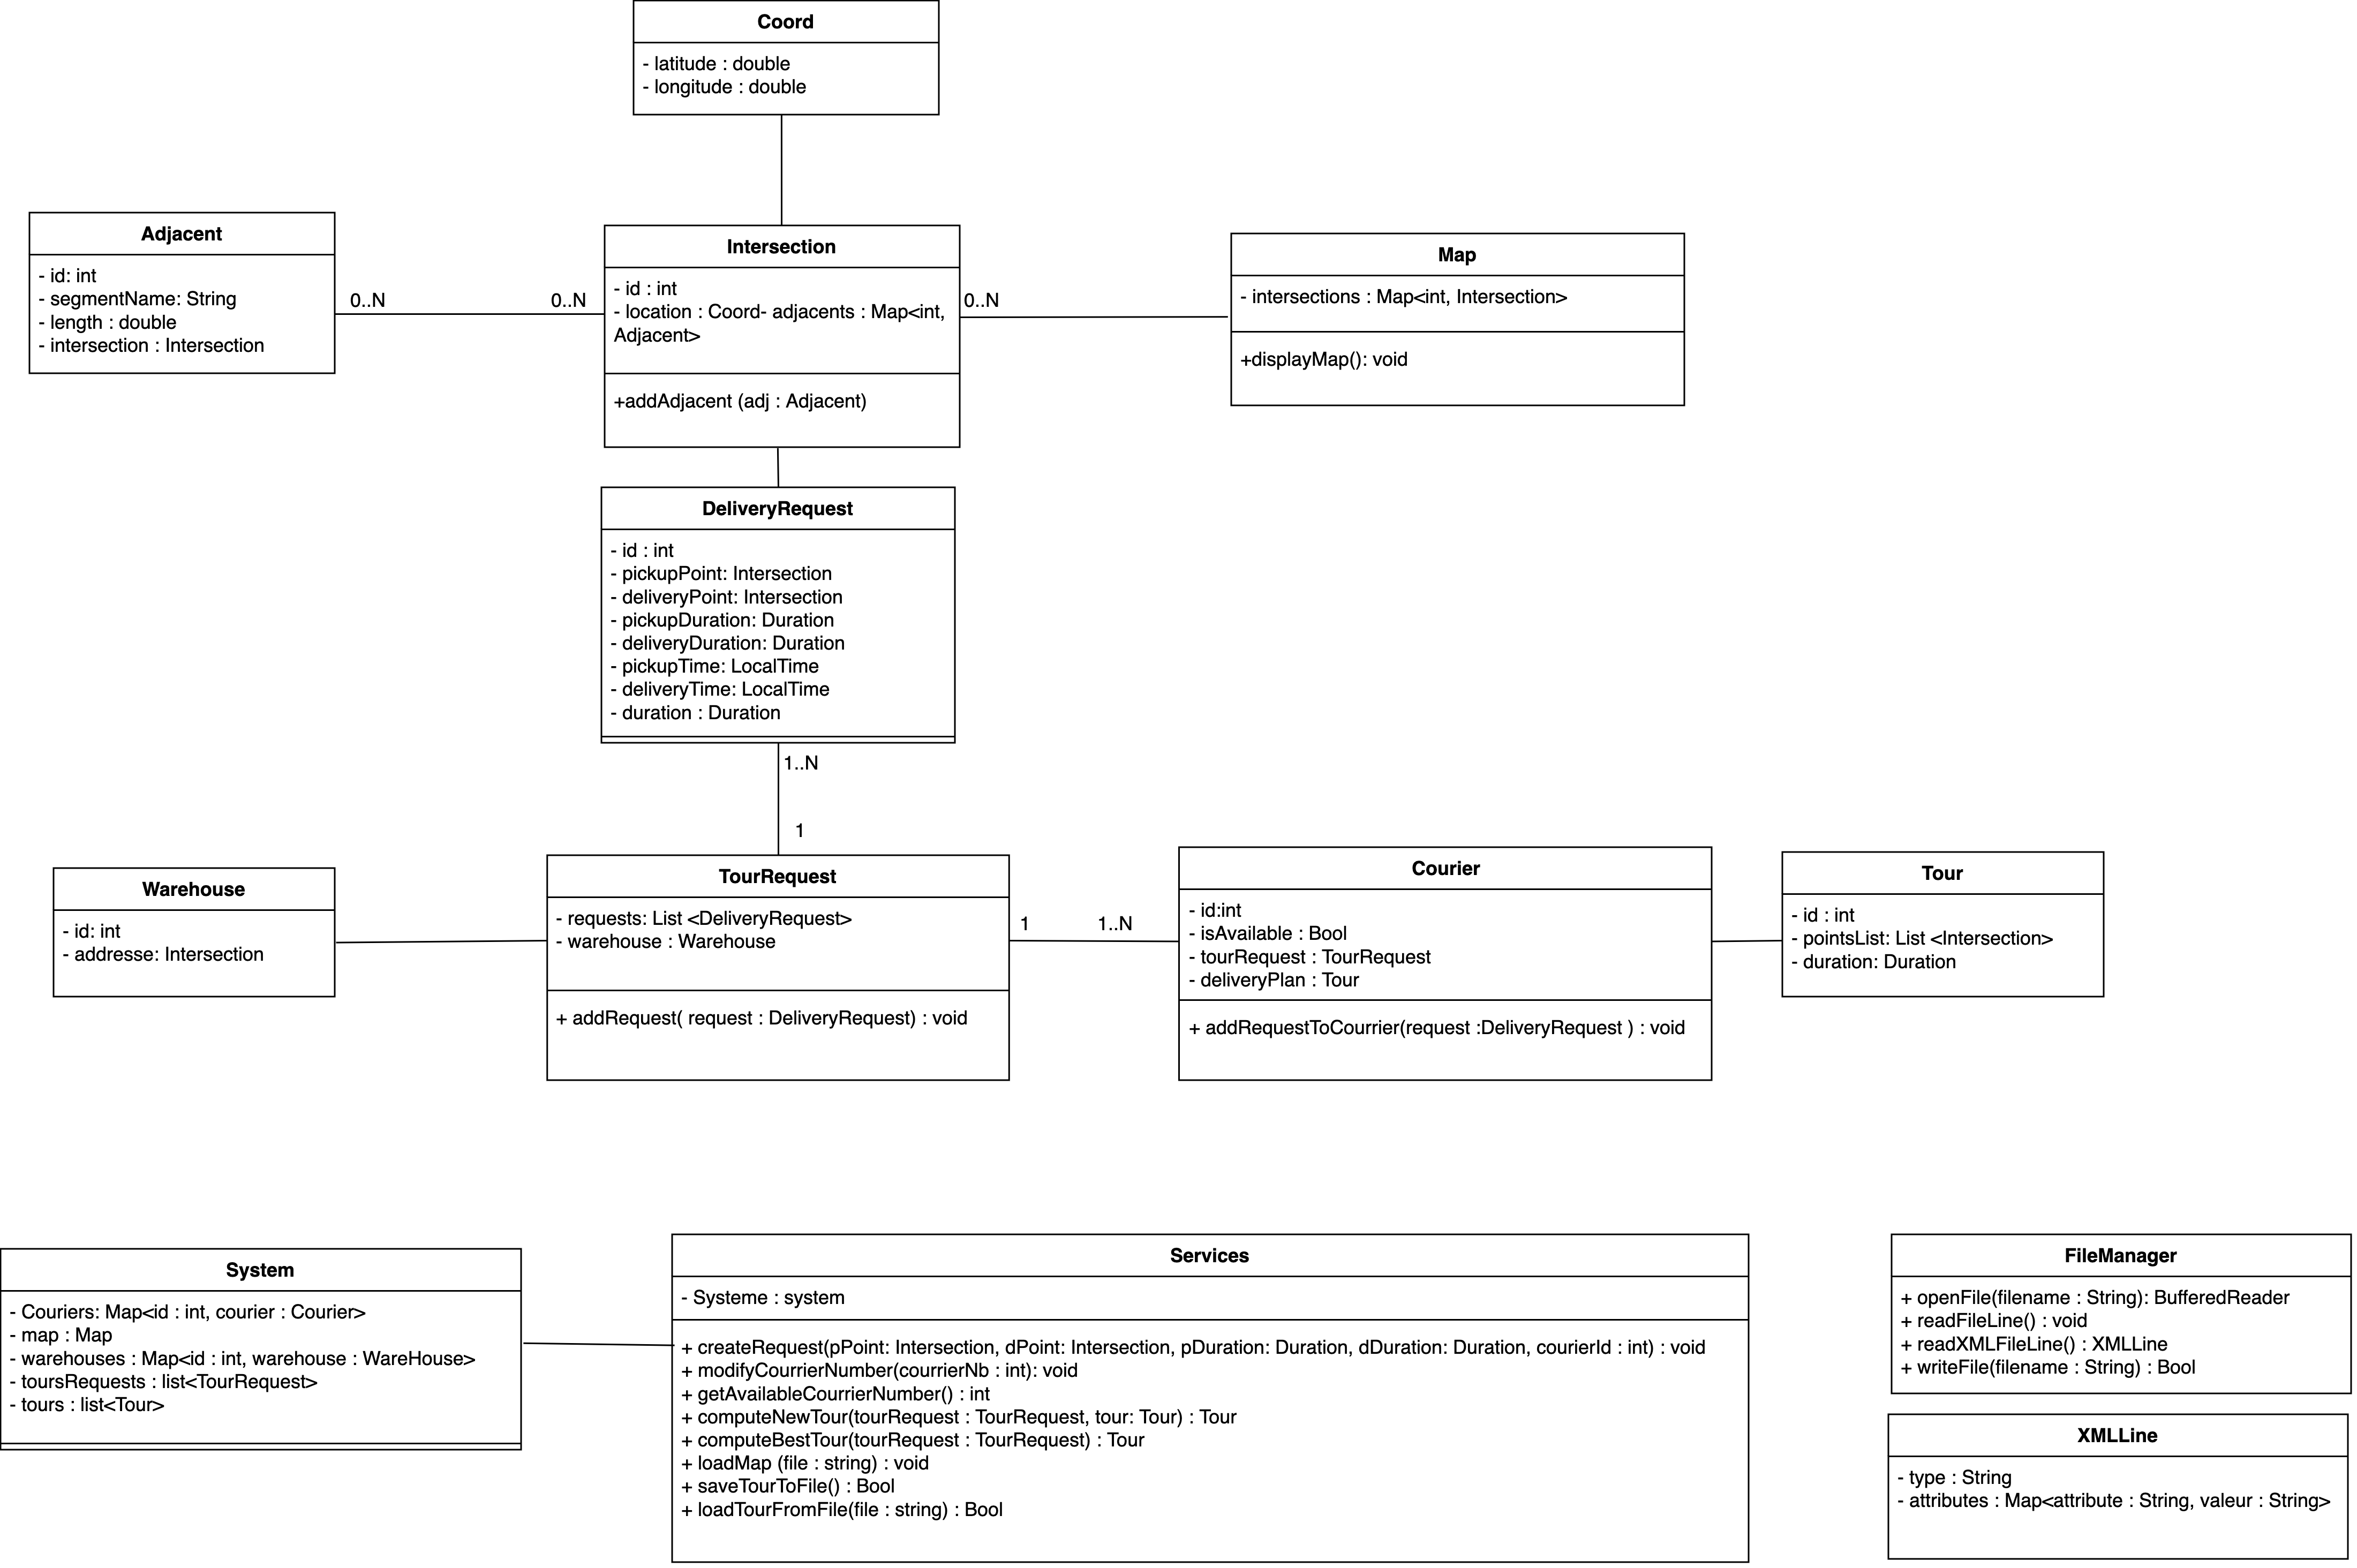 Coord
- latitude : double
- longitude : double
Adjacent
- id: int
- segmentName: String
- length : double
- intersection : Intersection
0..N
0..N
Intersection
- id : int
- location : Coord- adjacents : Map<int,
Adjacent>
+addAdjacent (adj : Adjacent)
0..N
Map
- intersections : Map<int, Intersection>
+displayMap(): void
DeliveryRequest
- id : int
- pickupPoint: Intersection
- deliveryPoint: Intersection
- pickupDuration: Duration
- deliveryDuration: Duration
- pickupTime: LocalTime
- deliveryTime: LocalTime
- duration : Duration
1..N
1
Warehouse
- id: int
- addresse: Intersection
TourRequest
- requests: List <DeliveryRequest>
- warehouse : Warehouse
+ addRequest( request : DeliveryRequest) : void
1
1..N
Courier
- id:int
- isAvailable : Bool
- tourRequest : TourRequest
- deliveryPlan : Tour
+ addRequestToCourrier(request :DeliveryRequest ) : void
Tour
- id : int
- pointsList: List <Intersection>
- duration: Duration
System
- Couriers: Map<id : int, courier : Courier>
- map : Map
- warehouses : Map<id : int, warehouse : WareHouse>
- toursRequests : list<TourRequest>
- tours : list<Tour>
Services
- Systeme : system
+ createRequest(pPoint: Intersection, dPoint: Intersection, pDuration: Duration, dDuration: Duration, courierId : int) : void
+ modifyCourrierNumber(courrierNb : int): void
+ getAvailableCourrierNumber() : int
+ computeNewTour(tourRequest : TourRequest, tour: Tour) : Tour
+ computeBestTour(tourRequest : TourRequest) : Tour
+ loadMap (file : string) : void
+ saveTourToFile() : Bool
+ loadTourFromFile(file : string) : Bool
FileManager
+ openFile(filename : String): BufferedReader
+ readFileLine() : void
+ readXMLFileLine() : XMLLine
+ writeFile(filename : String) : Bool
XMLLine
- type : String
- attributes : Map<attribute : String, valeur : String>